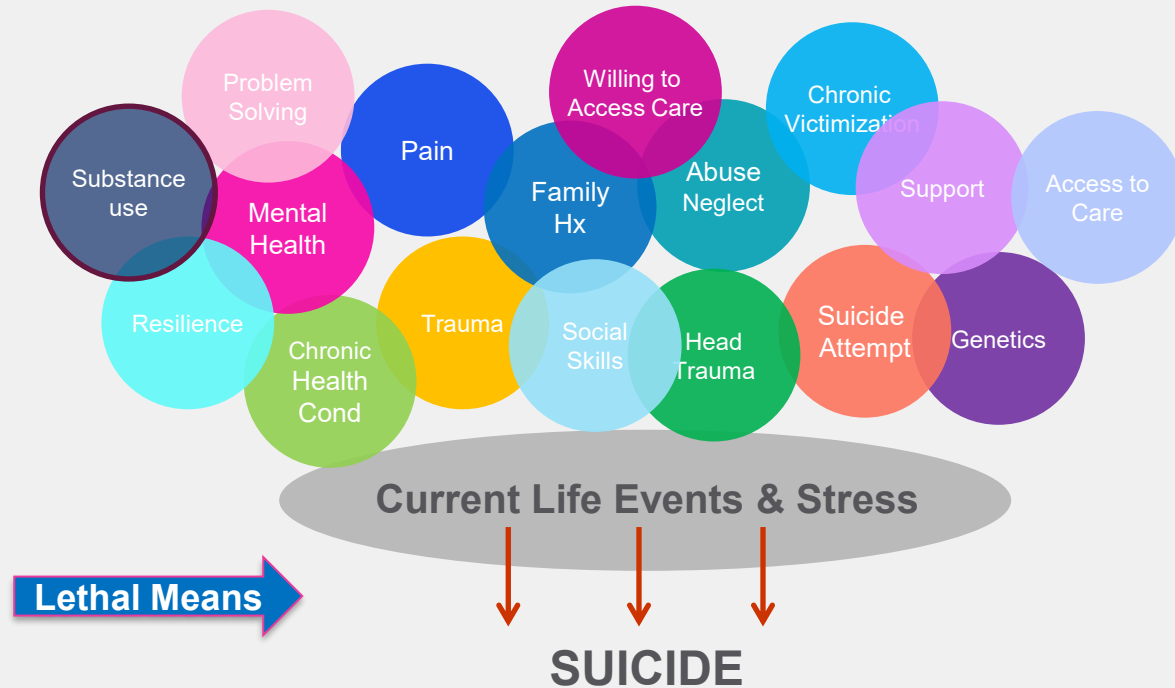 Problem
Solving
Substance
use
Mental
Health
Resilience
Chronic
Health
Cond
Pain
Trauma
Family
Hx
Social
Skills
Willing to
Access Care
Abuse
Neglect
Head
Trauma
Chronic
Victimization
Suicide
Attempt
Support
Genetics
Access to
Care
Current Life Events & Stress
Lethal Means
SUICIDE